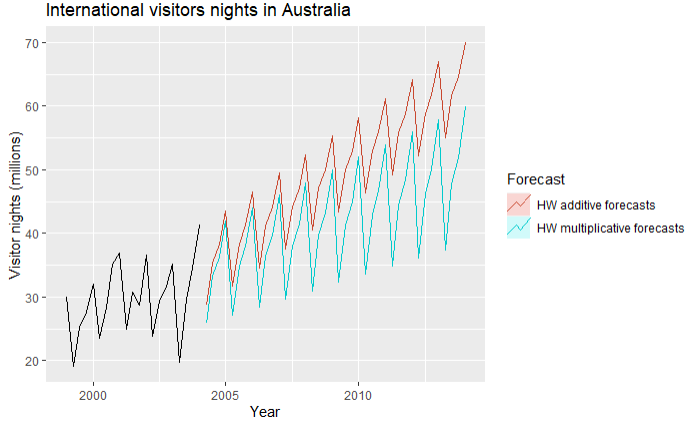 International visitors nights in Australia
Visitor nights (millions)
70
60
50
40
30
20
2000
2005
2010
Year
Forecast
HW additive forecasts
HW multiplicative forecasts